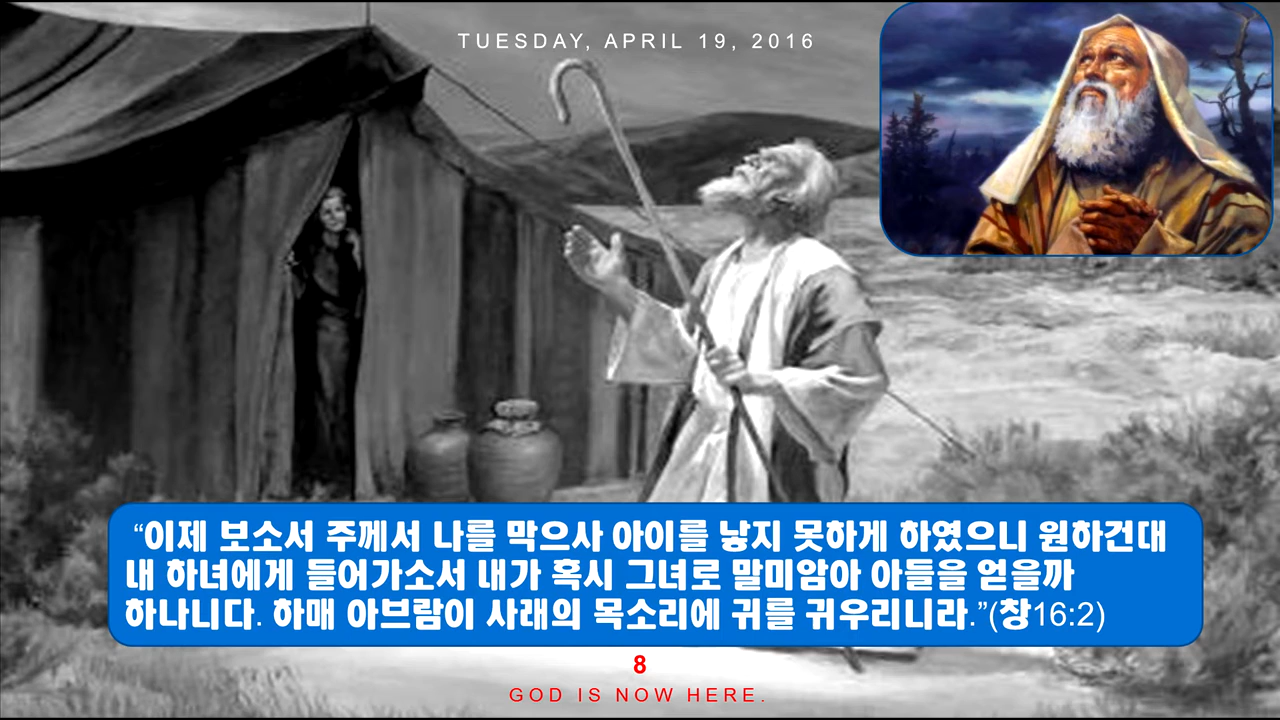 TUESDAY, APRIL 19, 2016
“이제 보소서 주께서 나를 막으사 아이를 낳지 못하게 하였으니 원하건대
내 하녀에게 들어가소서 내가 혹시 그녀로 말미암아 아들을 얻을까
하나니다. 하매 아브람이 사래의 목소리에 귀를 귀우리니라.”(창16:2)
8
GOD IS NOW HERE.